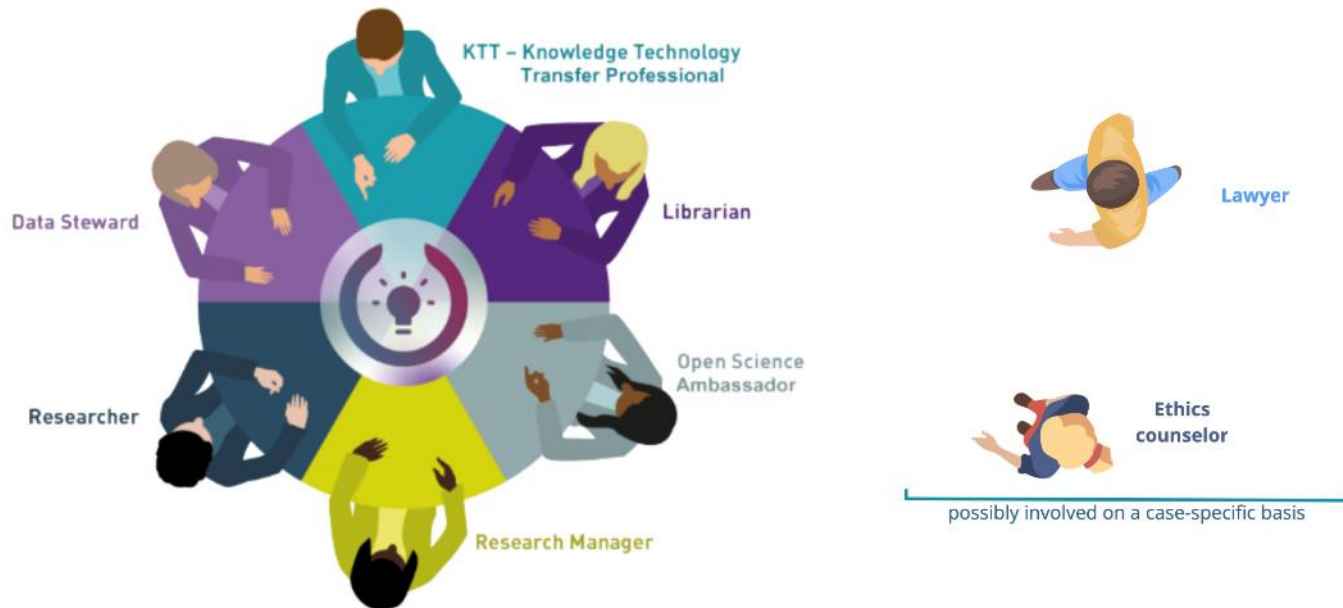 KTT – Knowledge Technology
Transfer Professional
Data Steward
Librarian
Lawyer
Researcher
Open Science
Ambassador
Ethics
counselor
Research Manager
possibly involved on a case-specific basis